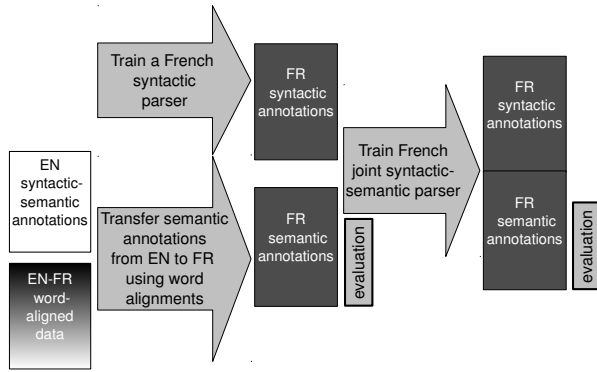 Train a French
syntactic
parser
FR
syntactic
annotations
EN
syntactic-
semantic
annotations
EN-FR
word-
aligned
data
Transfer semantic
annotations
from EN to FR
using word
alignments
FR
semantic
annotations
evaluation
Train French
joint syntactic-
semantic parser
FR
syntactic
annotations
FR
semantic
annotations
evaluation